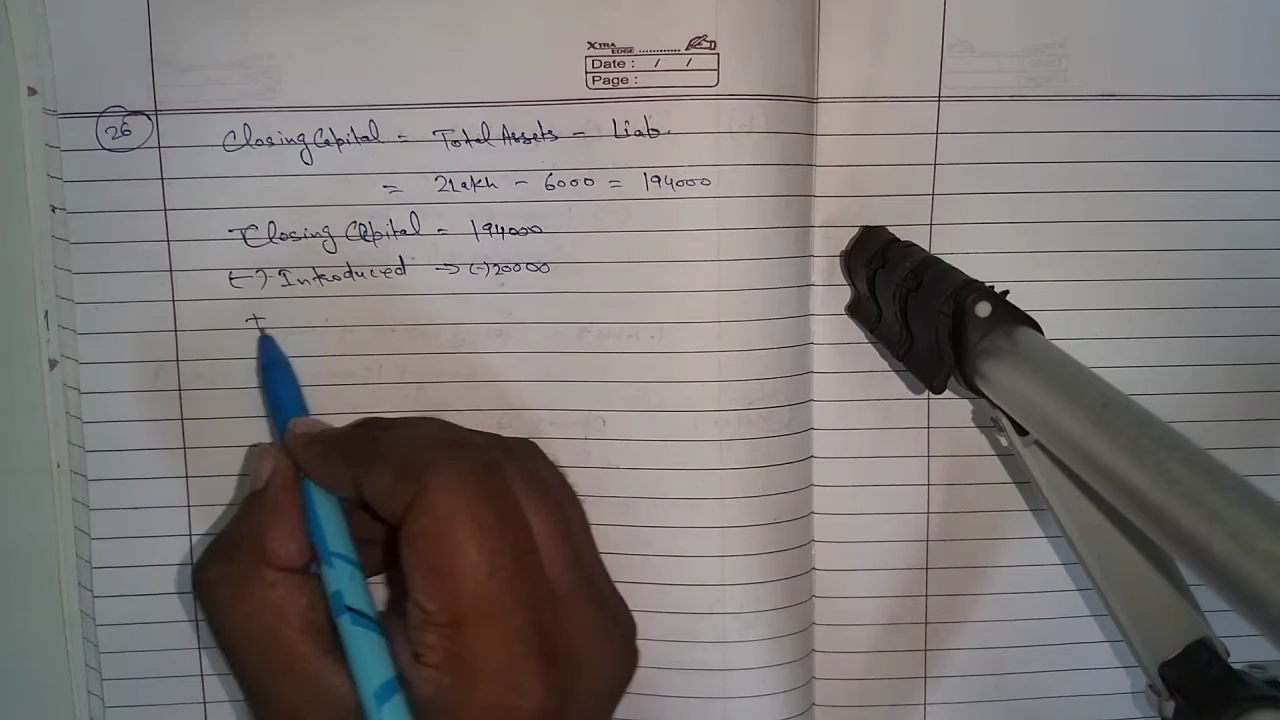 XTRA EDGE ............
Date : / /
Page :
26 Closing Capital = Total Assets - Liab.
= 2Lakh - 6000 = 194000
Closing Capital = 194000
(-) Introduced → (-)20000
+